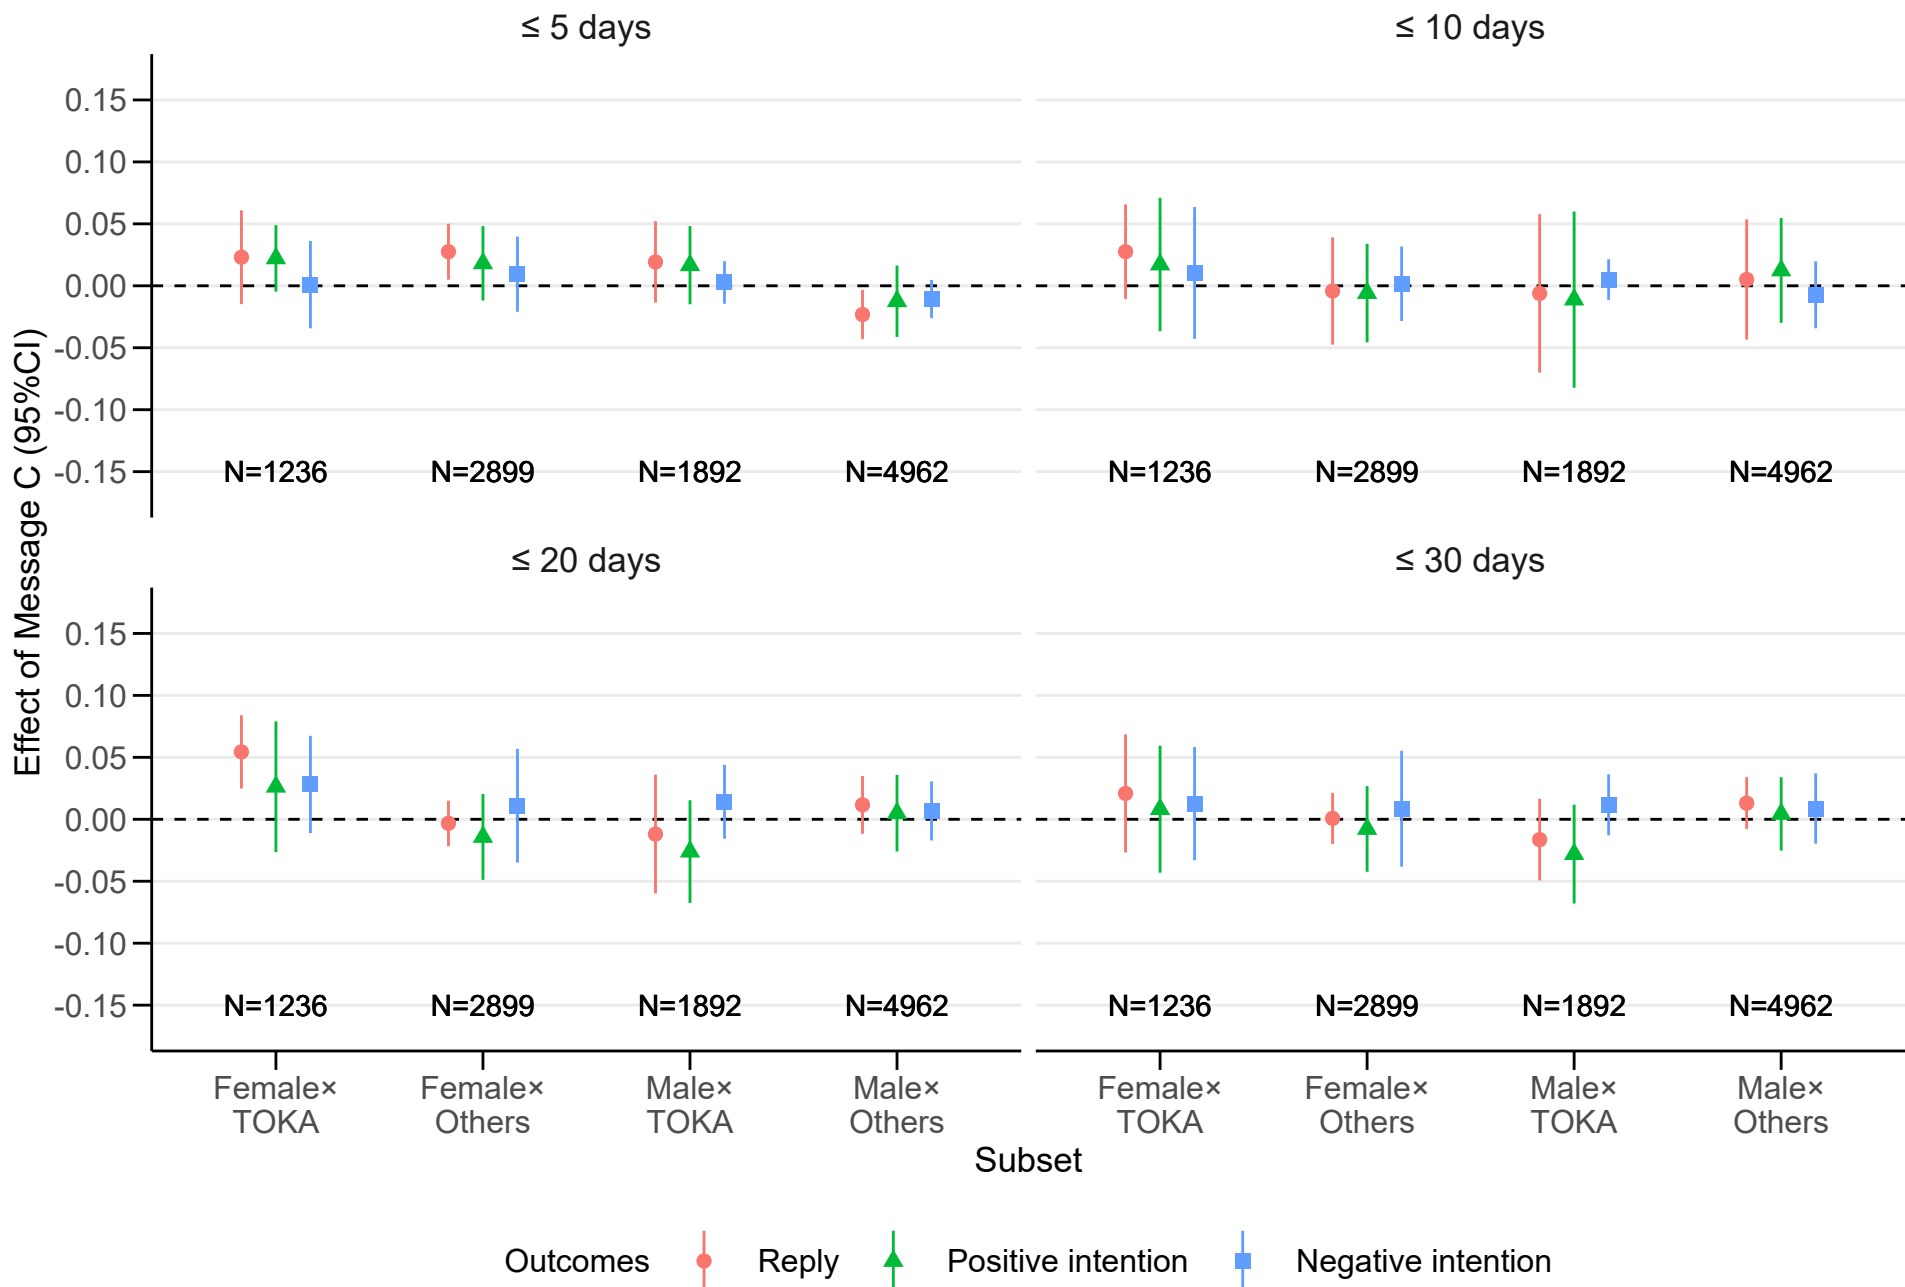 ≤ 5 days
≤ 10 days
0.15
0.10
0.05
0.00
-0.05
-0.10
-0.15
N=1236 N=2899 N=1892 N=4962
N=1236 N=2899 N=1892 N=4962
Effect of Message C (95%CI)
≤ 20 days
≤ 30 days
0.15
0.10
0.05
0.00
-0.05
-0.10
-0.15
N=1236 N=2899 N=1892 N=4962
N=1236 N=2899 N=1892 N=4962
Female× Female× Male× Male×
TOKA Others TOKA Others
Female× Female× Male× Male×
TOKA Others TOKA Others
Subset
Outcomes Reply Positive intention Negative intention